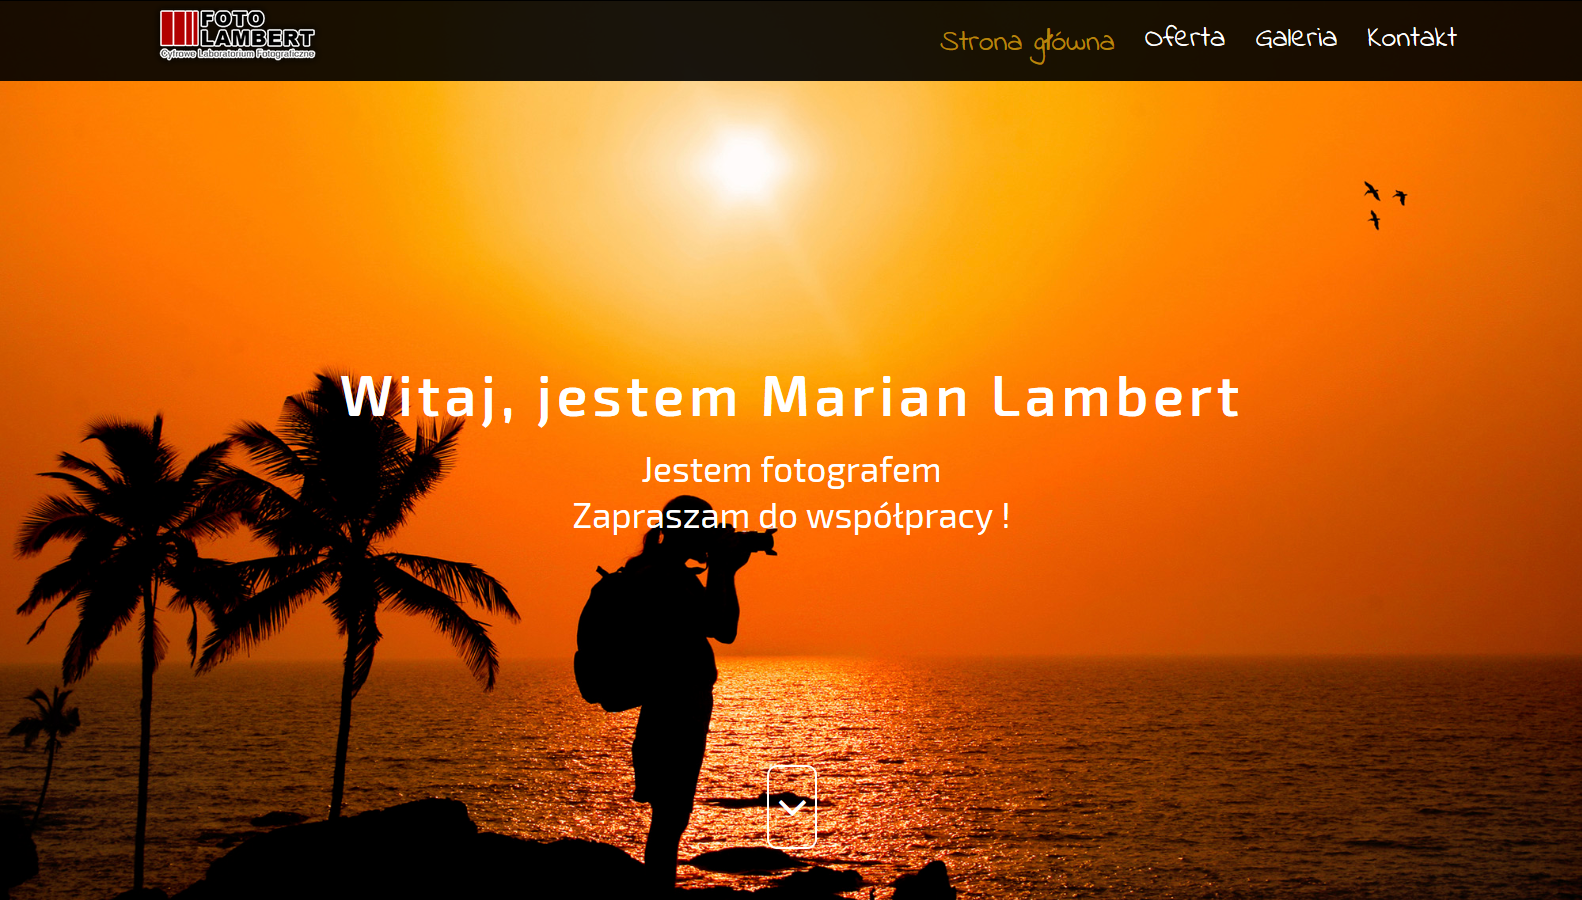 FOTO
LAMBERT
Cyfrowe Laboratorium Fotograficzne
Strona główna
Oferta
Galeria
Kontakt
Witaj, jestem Marian Lambert
Jestem fotografem
Zapraszam do współpracy !